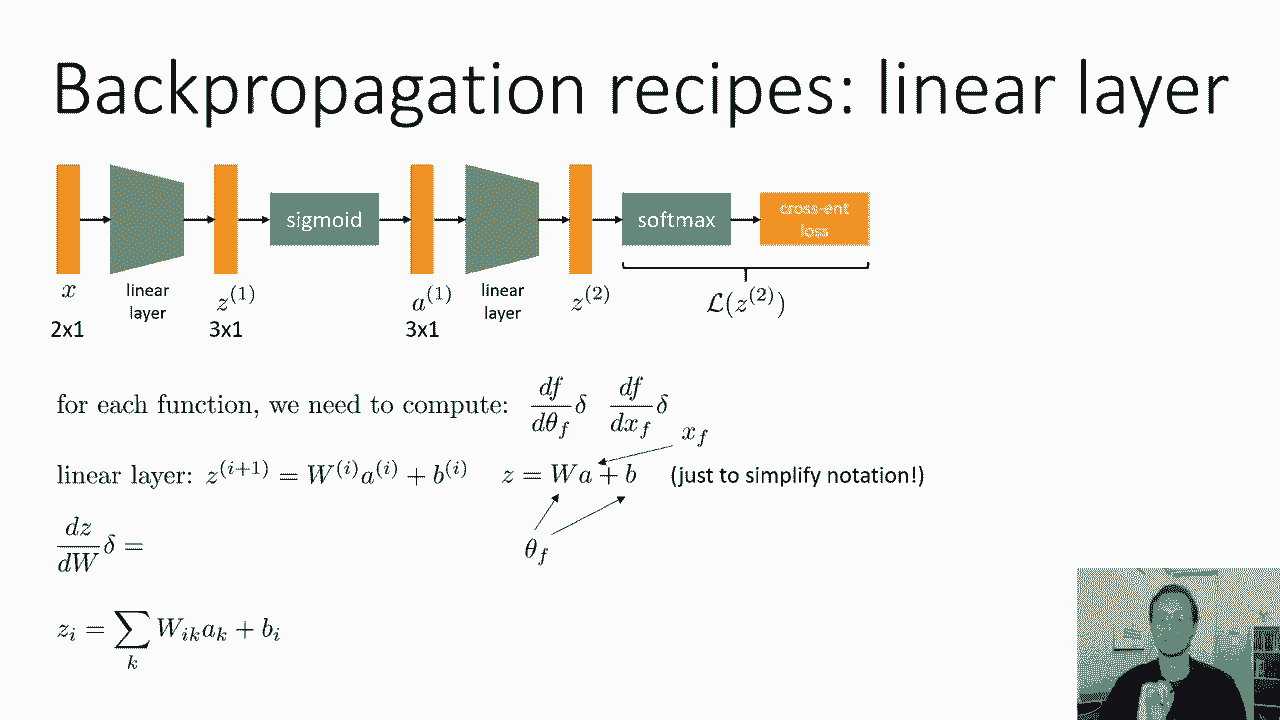 Backpropagation recipes: linear layer
sigmoid
softmax
cross-ent
loss
x
linear
layer
z^{(1)}
a^{(1)}
linear
layer
z^{(2)}
\mathcal{L}(z^{(2)})
2x1
3x1
3x1
for each function, we need to compute: \frac{df}{d\theta_f}\delta \frac{df}{dx_f}\delta
x_f
linear layer: z^{(i+1)} = W^{(i)}a^{(i)} + b^{(i)} z = Wa + b (just to simplify notation!)
\frac{dz}{dW}\delta =
\theta_f
z_i = \sum_k W_{ik}a_k + b_i